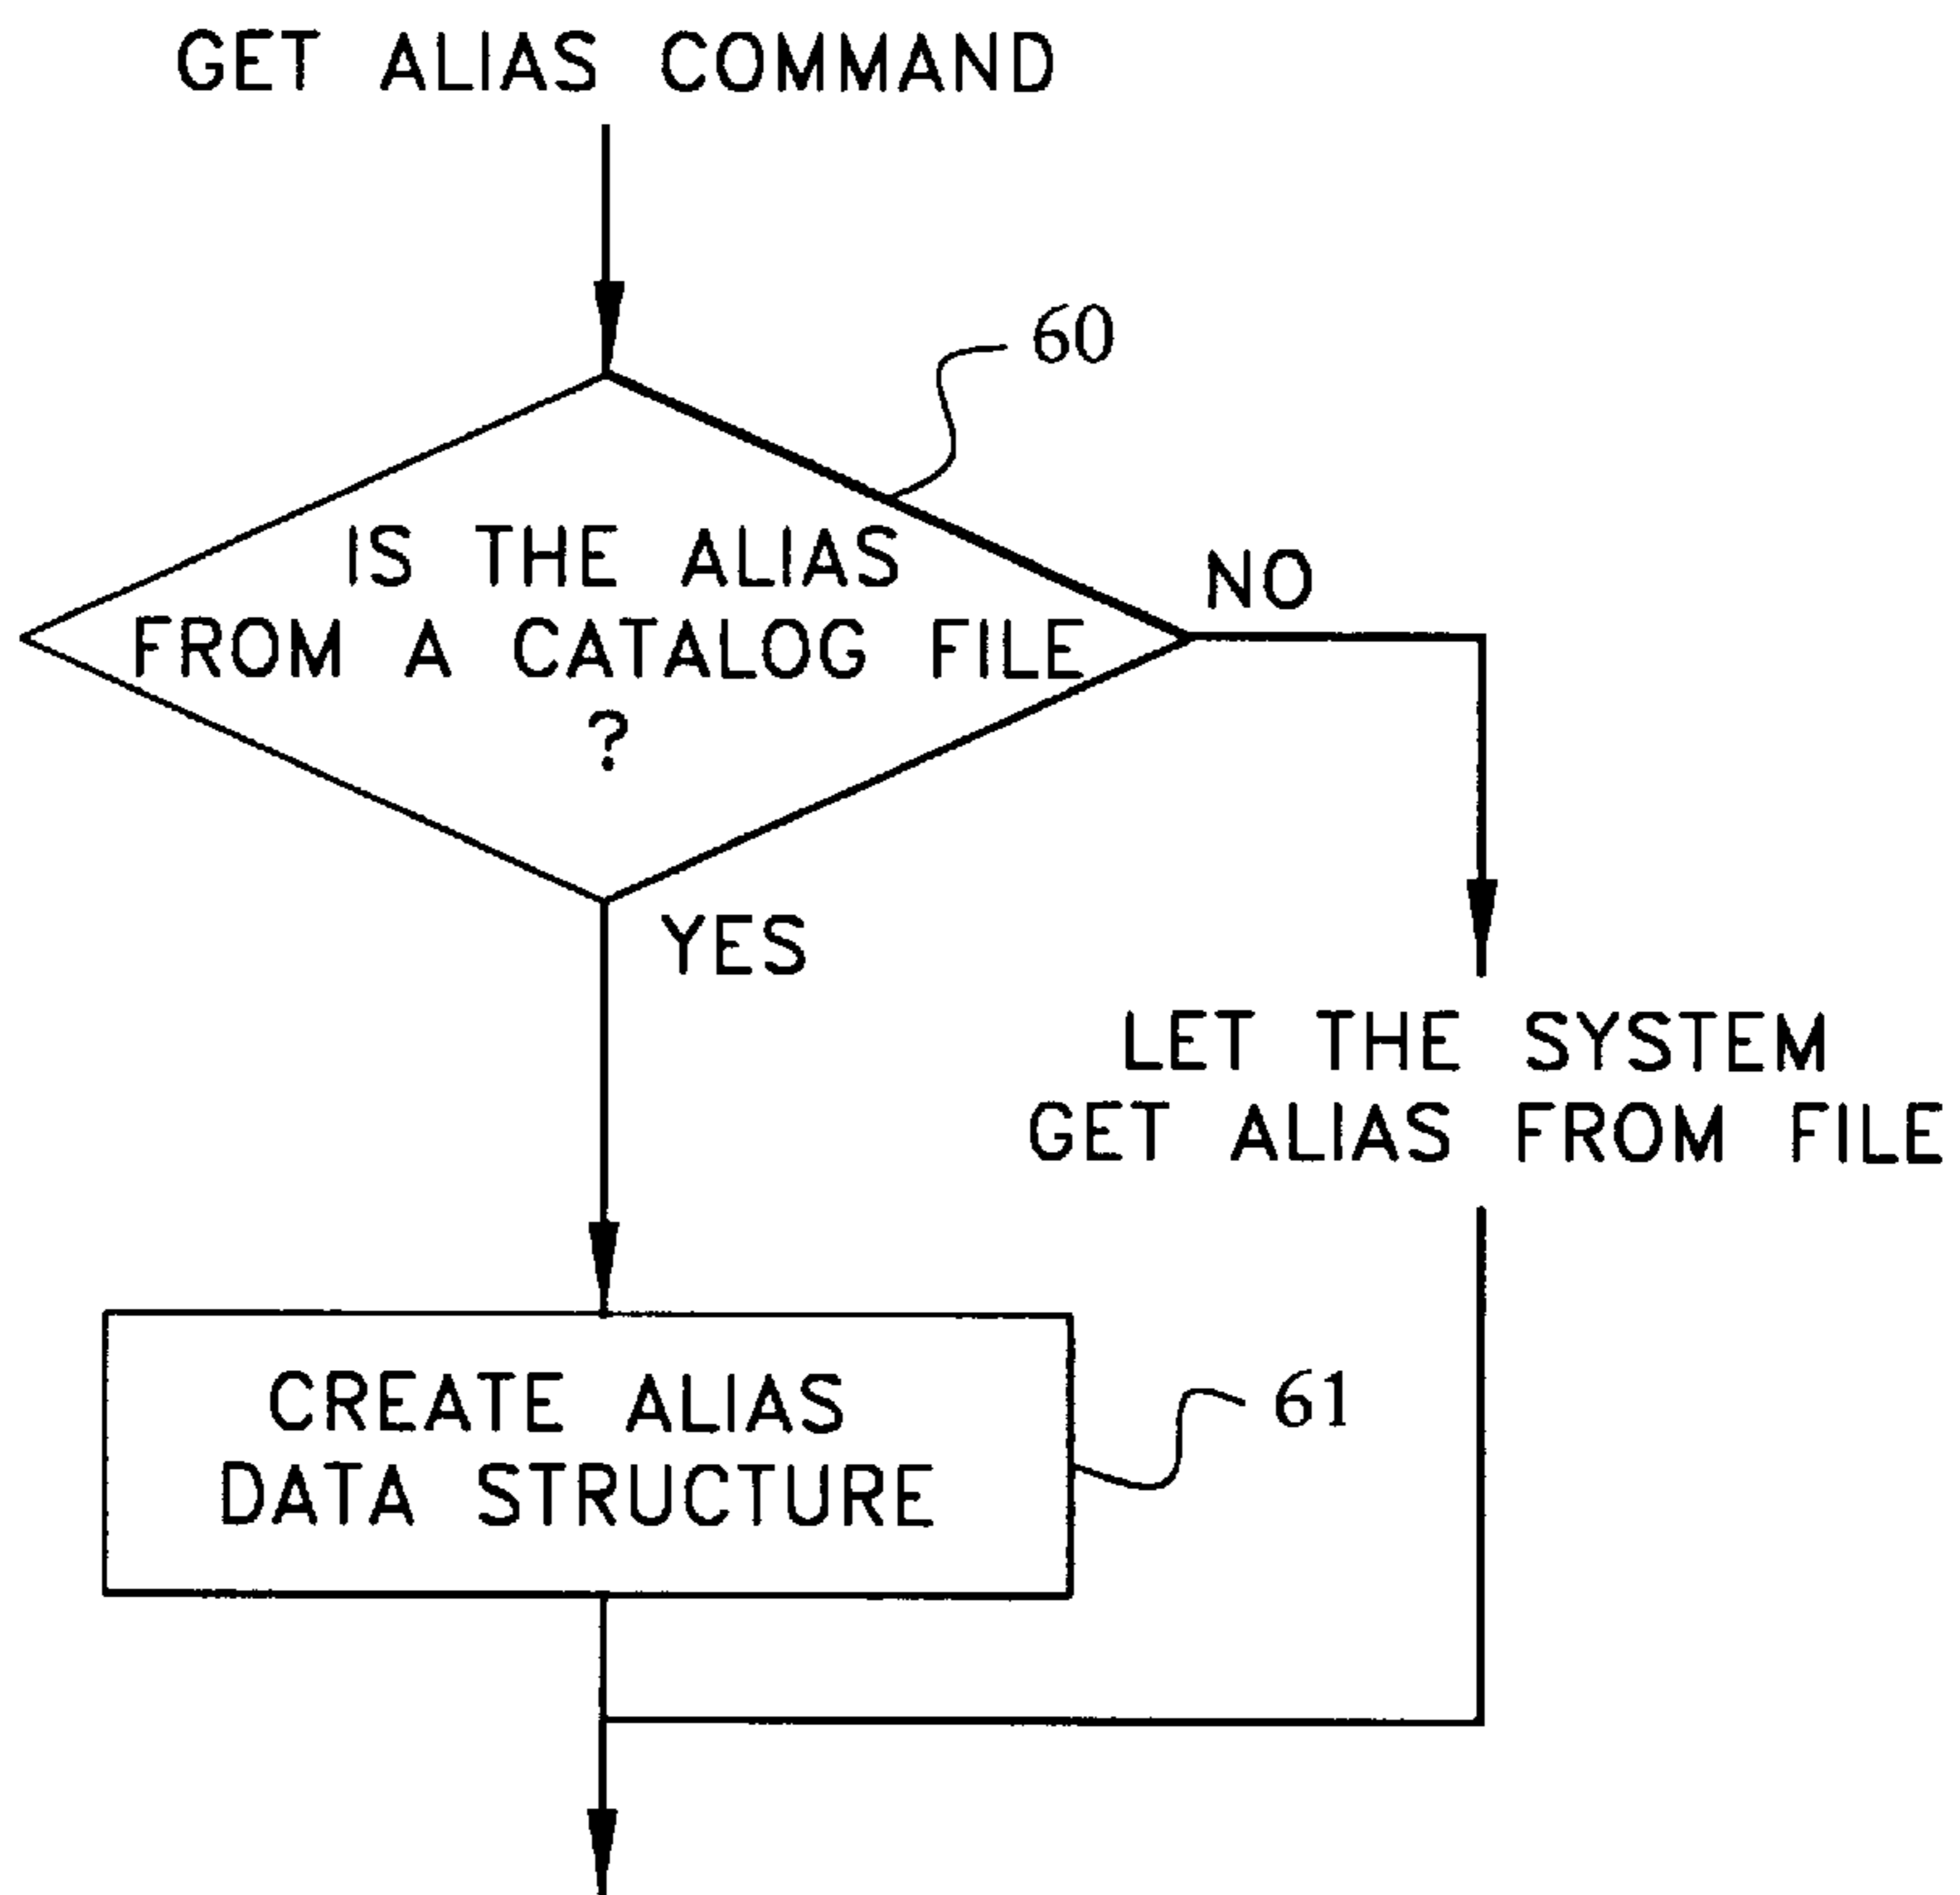 GET ALIAS COMMAND
60
IS THE ALIAS
FROM A CATALOG FILE
?
NO
YES
LET THE SYSTEM
GET ALIAS FROM FILE
CREATE ALIAS
DATA STRUCTURE
61